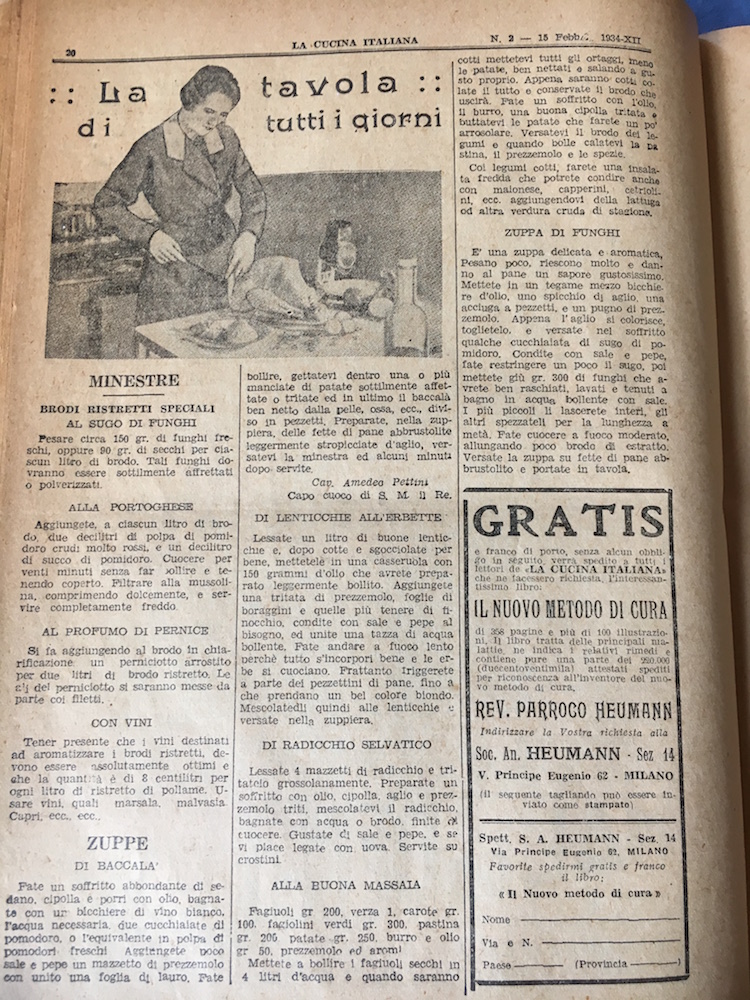 20
LA CUCINA ITALIANA
N. 2 — 15 Febb. 1934-XII
:: La tavola ::
di tutti i giorni
MINESTRE
BRODI RISTRETTI SPECIALI
AL SUGO DI FUNGHI
Pesare circa 150 gr. di funghi fre-
schi, oppure 90 gr. di secchi per cia-
scun litro di brodo. Tali funghi do-
vranno essere sottilmente affrettati
o polverizzati.
ALLA PORTOGHESE
Aggiungete, a ciascun litro di bro-
do, due decilitri di polpa di pomi-
doro crudi molto rossi, e un decilitro
di succo di pomidoro. Cuocere per
venti minuti senza far bollire e te-
nendo coperto. Filtrare alla mussoli-
na, comprimendo dolcemente, e ser-
vire completamente freddo.
AL PROFUMO DI PERNICE
Si fa aggiungendo al brodo in chia-
rificazione un perniciotto arrostito
per due litri di brodo ristretto. Le
del perniciotto si saranno messe da
parte coi filetti.
CON VINI
Tener presente che i vini destinati
ad aromatizzare i brodi ristretti, de-
vono essere assolutamente ottimi e
che la quantità è di 8 centilitri per
ogni litro di ristretto di pollame. U-
sare vini, quali marsala, malvasia,
Capri, ecc., ecc.
ZUPPE
DI BACCALA'
Fate un soffritto abbondante di se-
dano, cipolla e porri con olio, bagna-
te con un bicchiere di vino bianco,
l'acqua necessaria, due cucchiaiate di
pomodoro, o l'equivalente in polpa di
pomodori freschi. Aggiungete poco
sale e pepe un mazzetto di prezzemolo
con unito una foglia di lauro. Fate
bollire, gettatevi dentro una o più
manciate di patate sottilmente affet-
tate o tritate ed in ultimo il baccalà
ben netto dalla pelle, ossa, ecc., divi-
so in pezzetti. Preparate, nella zup-
piera, delle fette di pane abbrustolite
leggermente stropicciate d'aglio, ver-
satevi la minestra ed alcuni minuti
dopo servite.
Cav. Amedeo Pettini
Capo cuoco di S. M. il Re.
DI LENTICCHIE ALL'ERBETTE
Lessate un litro di buone lentic-
chie e, dopo cotte e sgocciolate per
bene, mettetele in una casseruola con
150 grammi d'olio che avrete prepa-
rato leggermente bollito. Aggiungete
una tritata di prezzemolo, foglie di
boraggini e quelle più tenere di fi-
nocchio, condite con sale e pepe al
bisogno, ed unite una tazza di acqua
bollente. Fate andare a fuoco lento
perchè tutto s'incorpori bene e le er-
be si cuociano. Frattanto friggerete
a parte dei pezzettini di pane, fino a
che prendano un bel colore biondo.
Mescolatedli quindi alle lenticchie e
versate nella zuppiera.
DI RADICCHIO SELVATICO
Lessate 4 mazzetti di radicchio e tri-
tatelo grossolanamente. Preparate un
soffritto con olio, cipolla, aglio e prez-
zemolo triti, mescolatevi il radicchio,
bagnate con acqua o brodo, finite di
cuocere. Gustate di sale e pepe, e se
vi piace legate con uova. Servite su
crostini.
ALLA BUONA MASSAIA
Fagiuoli gr. 200, verza 1, carote gr.
100, fagiolini verdi gr. 300, pastina
gr. 200, patate gr. 250, burro e olio
gr. 50, prezzemolo ed aromi.
Mettete a bollire i fagiuoli secchi in
4 litri d'acqua e quando saranno
cotti mettetevi tutti gli ortaggi, meno
le patate, ben nettati e salando a gu-
sto proprio. Appena saranno cotti co-
late il tutto e conservate il brodo che
uscirà. Fate un soffritto con l'olio,
il burro, una buona cipolla tritata e
buttatevi le patate che farete un po'
arrosolare. Versatevi il brodo dei le-
gumi e quando bolle calatevi la pa
stina, il prezzemolo e le spezie.
Coi legumi cotti, farete una insala-
ta fredda che potrete condire anche
con maionese, capperini, cetrioli-
ni, ecc. aggiungendovi della lattuga
od altra verdura cruda di stagione.
ZUPPA DI FUNGHI
E' una zuppa delicata e aromatica.
Pesano poco, riescono molto e dan-
no al pane un sapore gustosissimo.
Mettete in un tegame mezzo bicchie-
re d'olio, uno spicchio di aglio, una
acciuga a pezzetti, e un pugno di prez-
zemolo. Appena l'aglio si colorisce,
toglietelo, e versate nel soffritto
qualche cucchiaiata di sugo di po-
midoro. Condite con sale e pepe,
fate restringere un poco il sugo, poi
mettete giù gr. 300 di funghi che a-
vrete ben raschiati, lavati e tenuti a
bagno in acqua bollente con sale.
I più piccoli li lascerete interi, gli
altri spezzateli per la lunghezza a
metà. Fate cuocere a fuoco moderato,
allungando poco brodo di estratto.
Versate la zuppa su fette di pane ab-
brustolito e portate in tavola.
GRATIS
e franco di porto, senza alcun obbli-
go in seguito, verrà spedito a tutti i
lettori de «LA CUCINA ITALIANA»
che ne facessero richiesta, l'interessan-
tissimo libro:
IL NUOVO METODO DI CURA
di 358 pagine e più di 100 illustrazio-
ni. Il libro tratta delle principali ma-
lattie, ne indica i relativi rimedi e
contiene pure una parte dei 220.000
(duecentoventimila) attestati spediti
per riconoscenza all'inventore del nuo-
vo metodo di cura,
REV. PARROCO HEUMANN
Indirizzare la Vostra richiesta alla
Soc. An. HEUMANN - Sez 14
V. Principe Eugenio 62 - MILANO
(il seguente tagliando può essere in-
viato come stampato)
Spett. S. A. HEUMANN - Sez. 14
Via Principe Eugenio 62, MILANO
Favorite spedirmi gratis e franco
il libro:
«Il Nuovo metodo di cura»
Nome
Via e N.
Paese (Provincia )